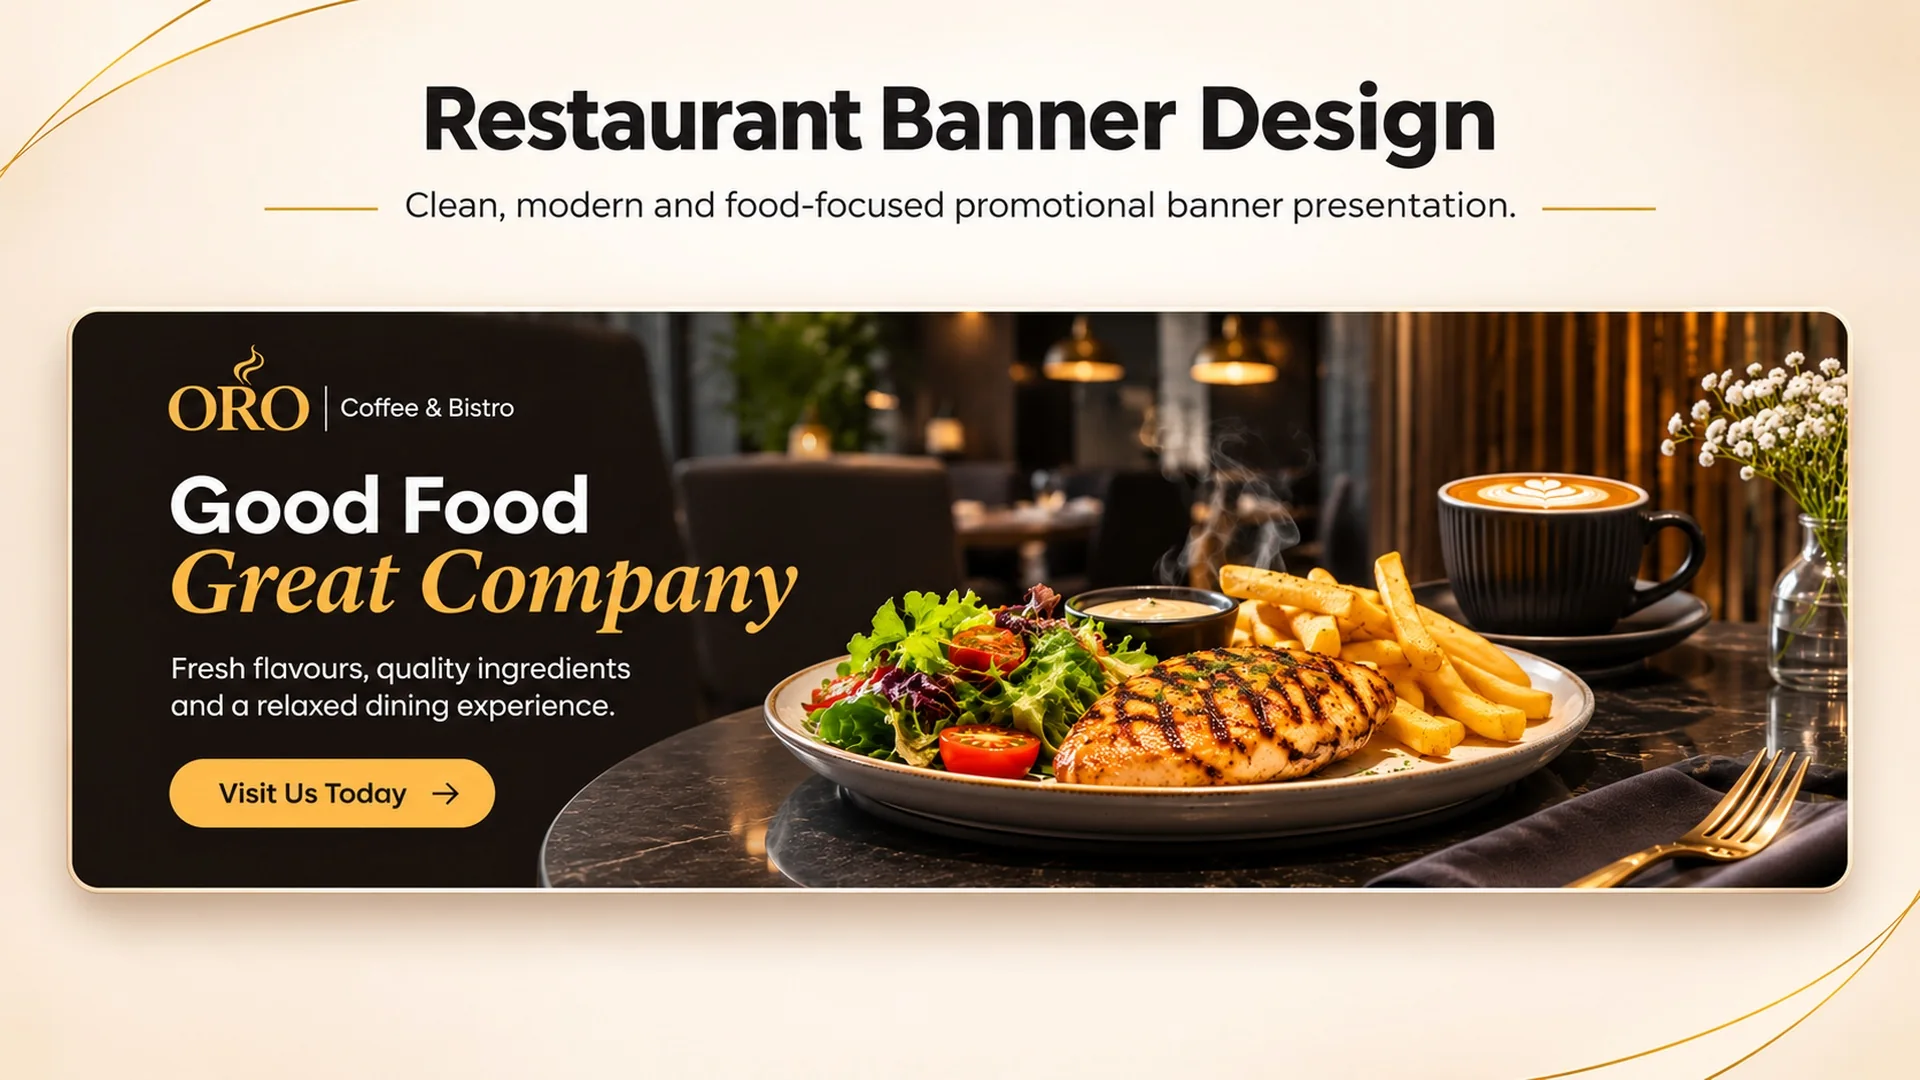 Restaurant Banner Design
Clean, modern and food-focused promotional banner presentation.
ORO | Coffee & Bistro
Good Food
Great Company
Fresh flavours, quality ingredients
and a relaxed dining experience.
Visit Us Today →